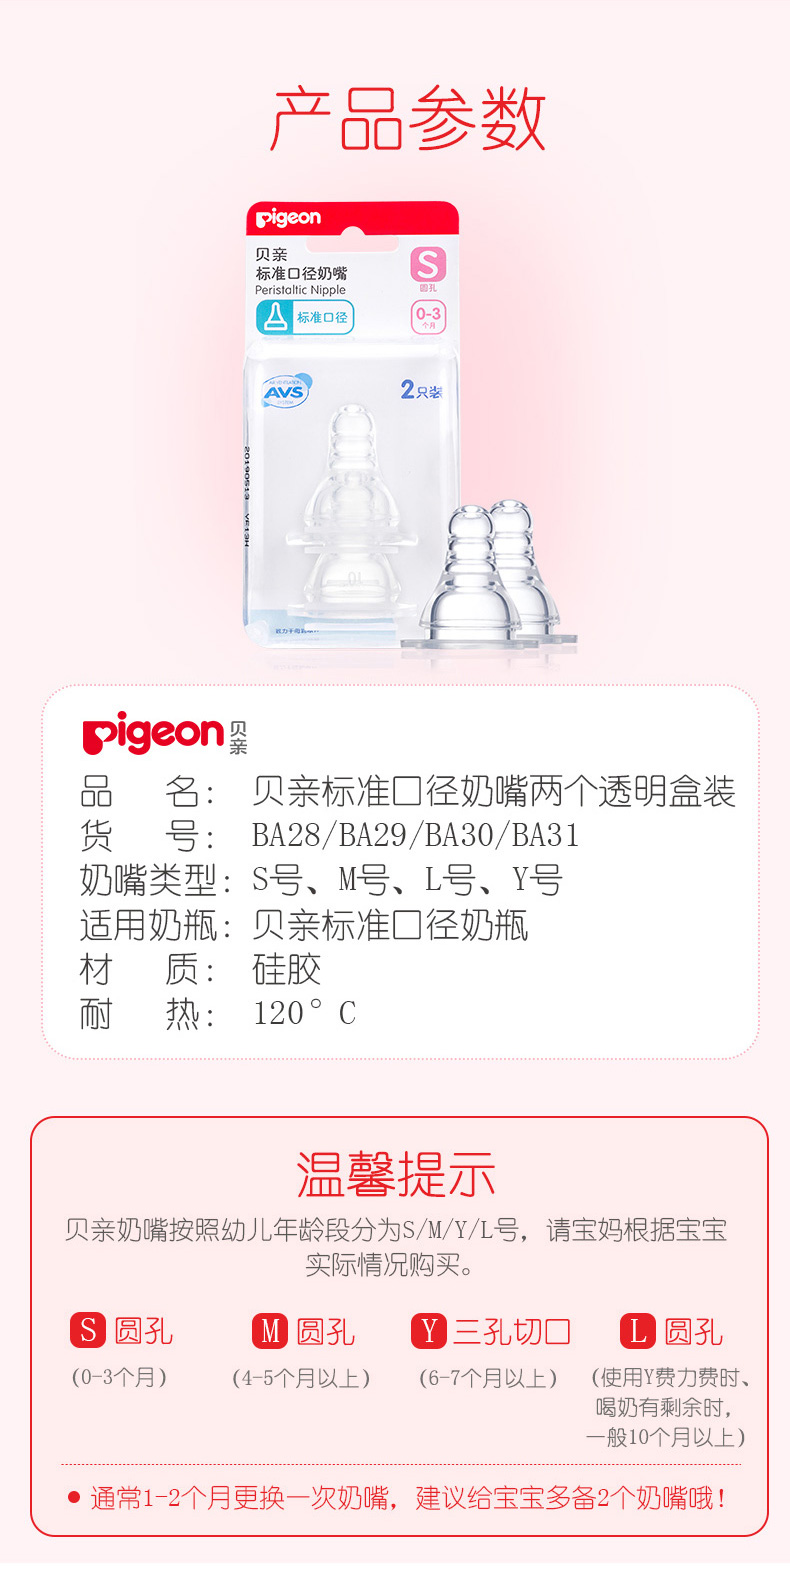 产品参数
pigeon
贝亲
标准口径奶嘴
Peristaltic Nipple
标准口径
S
圆孔
0-3
个月
AVS
2只装
20190513 YE13H
pigeon 贝亲
品 名: 贝亲标准口径奶嘴两个透明盒装
货 号: BA28/BA29/BA30/BA31
奶嘴类型: S号、M号、L号、Y号
适用奶瓶: 贝亲标准口径奶瓶
材 质: 硅胶
耐 热: 120°C
温馨提示
贝亲奶嘴按照幼儿年龄段分为S/M/Y/L号，请宝妈根据宝宝
实际情况购买。
S 圆孔
(0-3个月)
M 圆孔
(4-5个月以上)
Y 三孔切口
(6-7个月以上)
L 圆孔
(使用Y费力费时、
喝奶有剩余时，
一般10个月以上)
● 通常1-2个月更换一次奶嘴，建议给宝宝多备2个奶嘴哦!